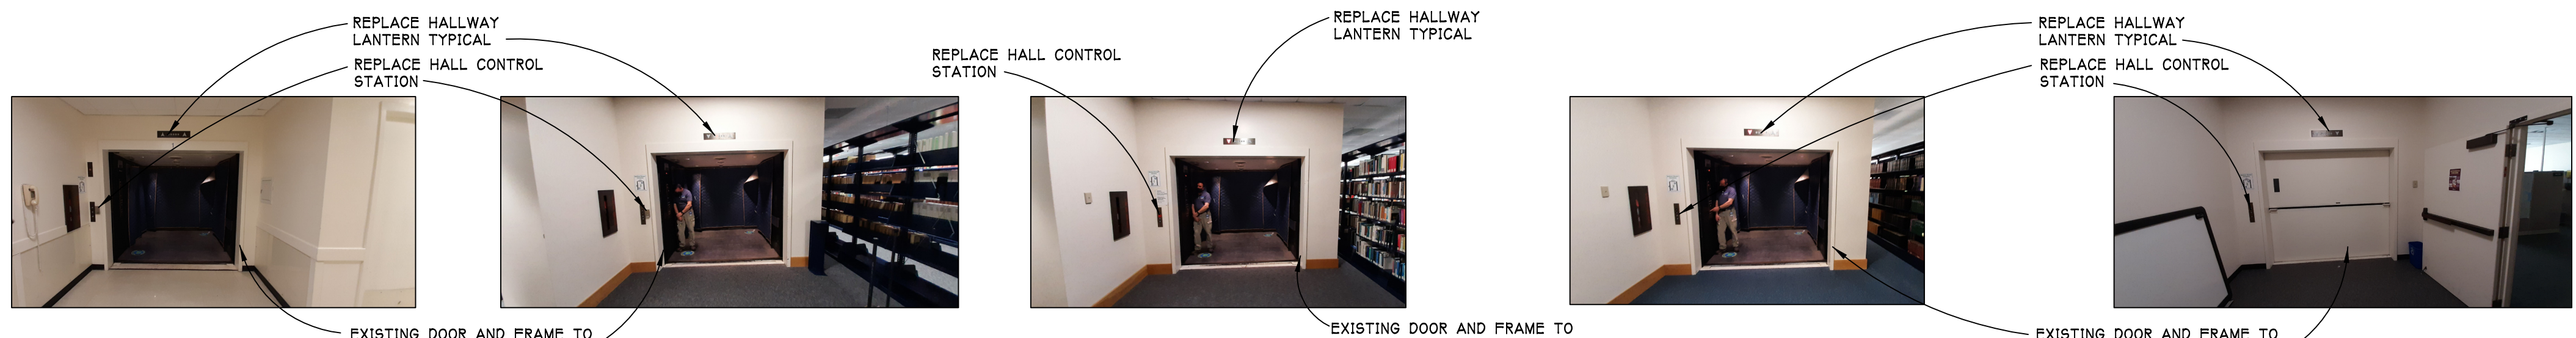 REPLACE HALLWAY
LANTERN TYPICAL
REPLACE HALL CONTROL
STATION
EXISTING DOOR AND FRAME TO
REPLACE HALL CONTROL
STATION
REPLACE HALLWAY
LANTERN TYPICAL
EXISTING DOOR AND FRAME TO
REPLACE HALLWAY
LANTERN TYPICAL
REPLACE HALL CONTROL
STATION
EXISTING DOOR AND FRAME TO